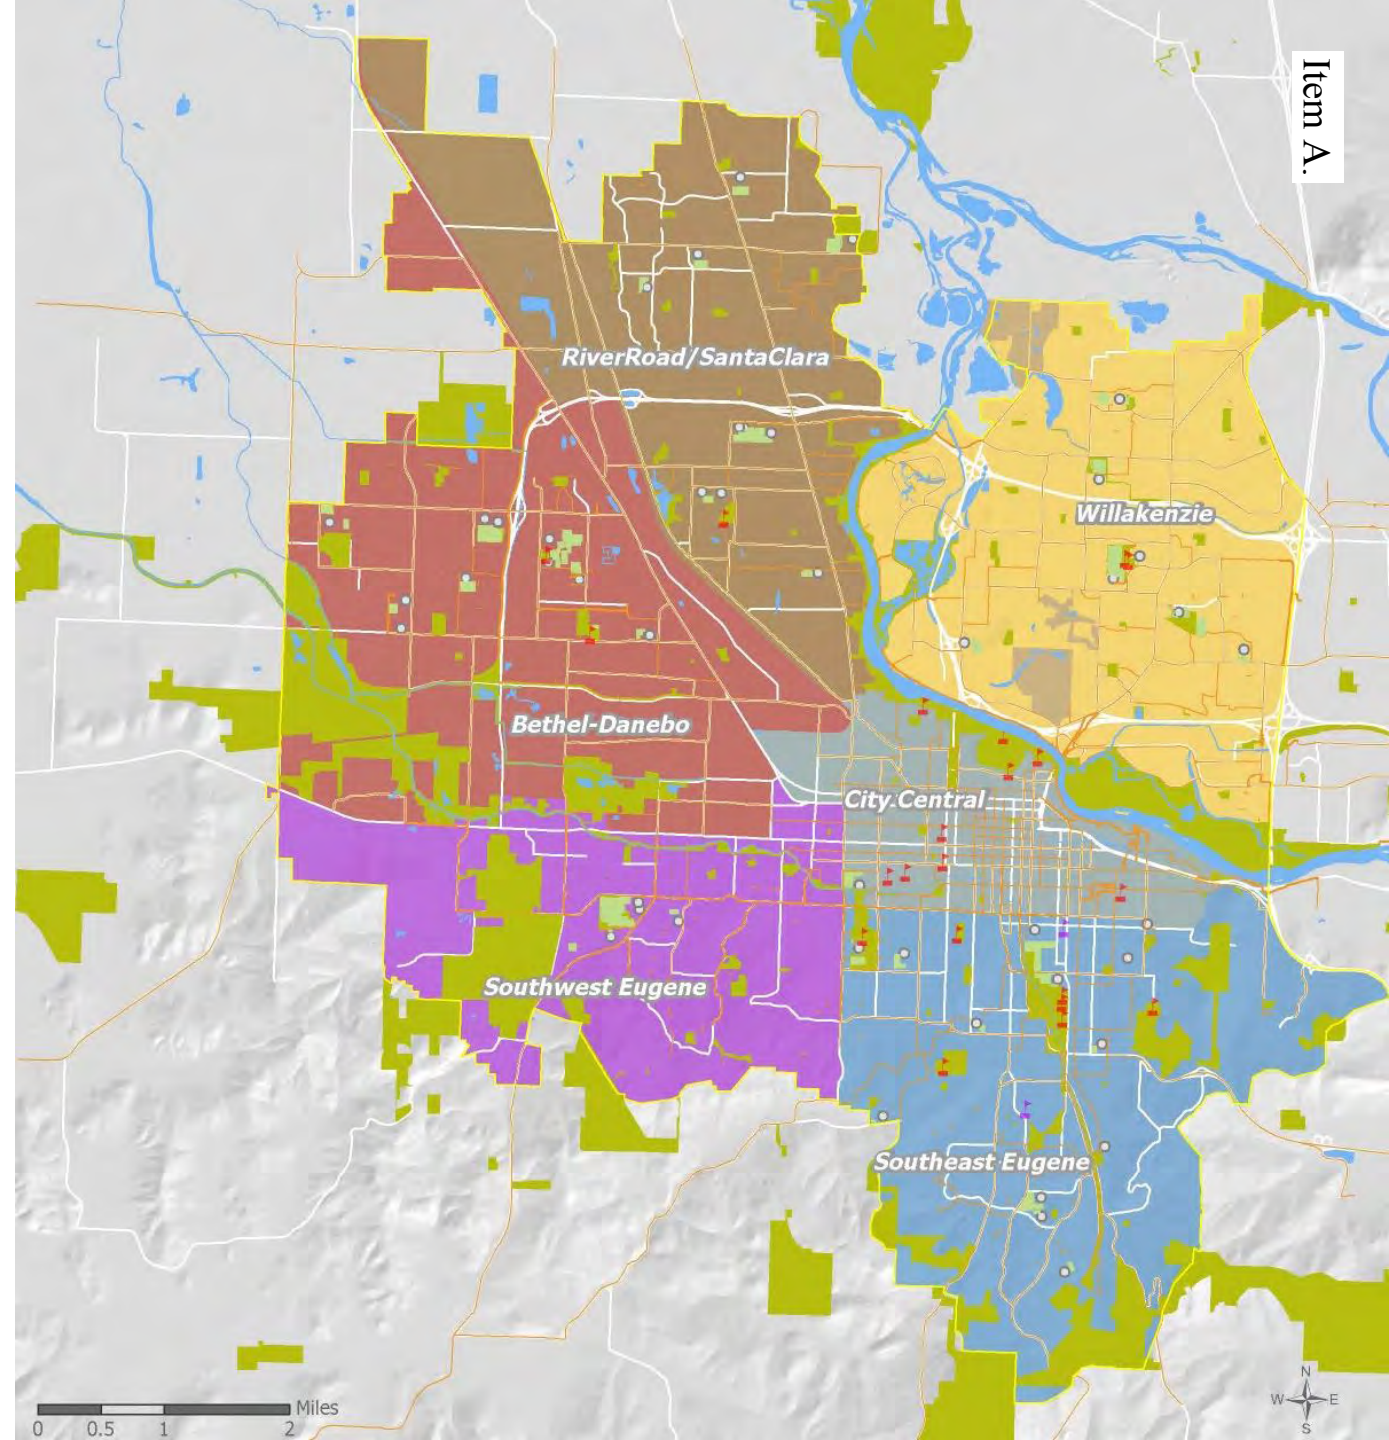 Item A.
RiverRoad/SantaClara
Willakenzie
Bethel-Danebo
City Central
Southwest Eugene
Southeast Eugene
N
W E
S
Miles
0 0.5 1 2